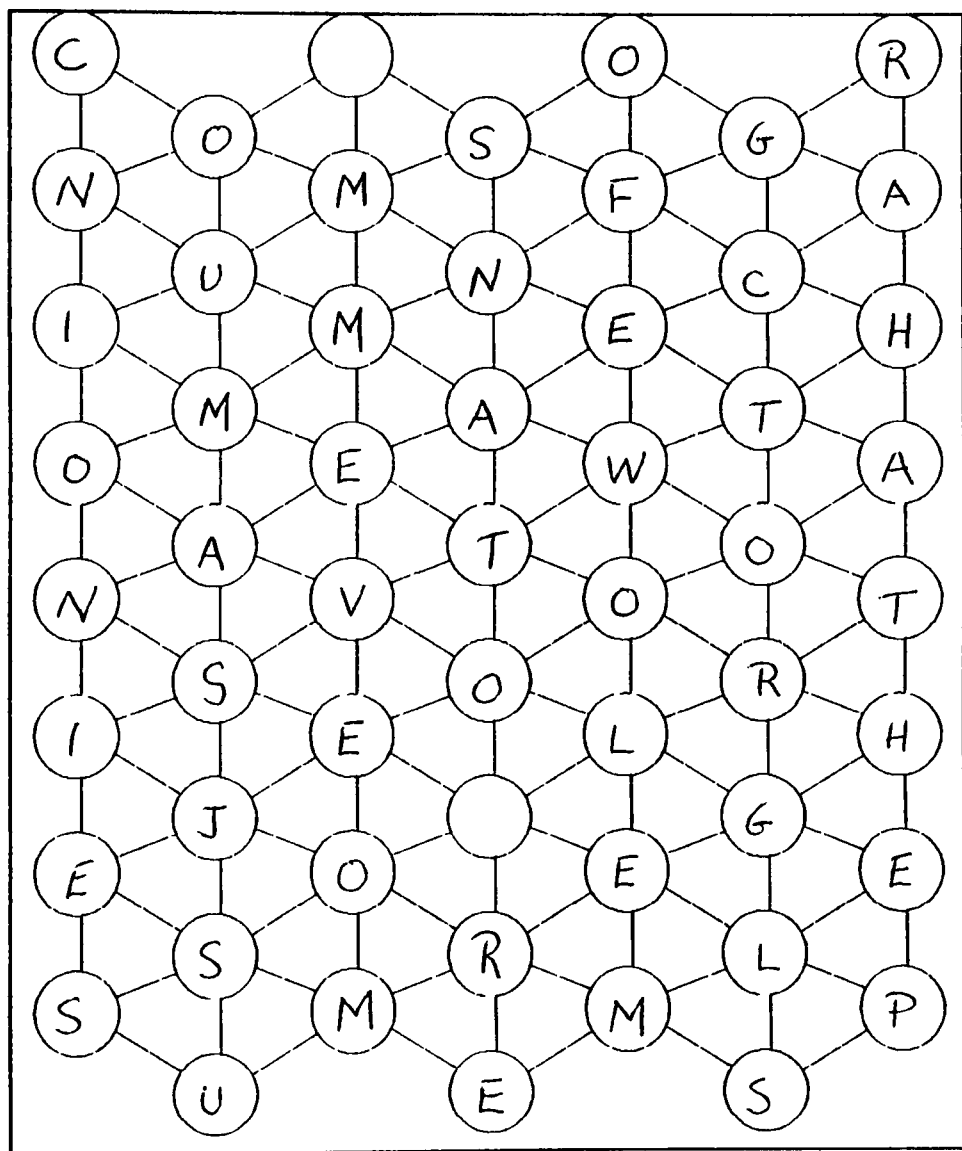 C O R
O S G
N M F A
U N C
I M E H
M A T
O E W A
A T O
N V O T
S O R
I E L H
J G
E O E E
S R L
S M M P
U E S